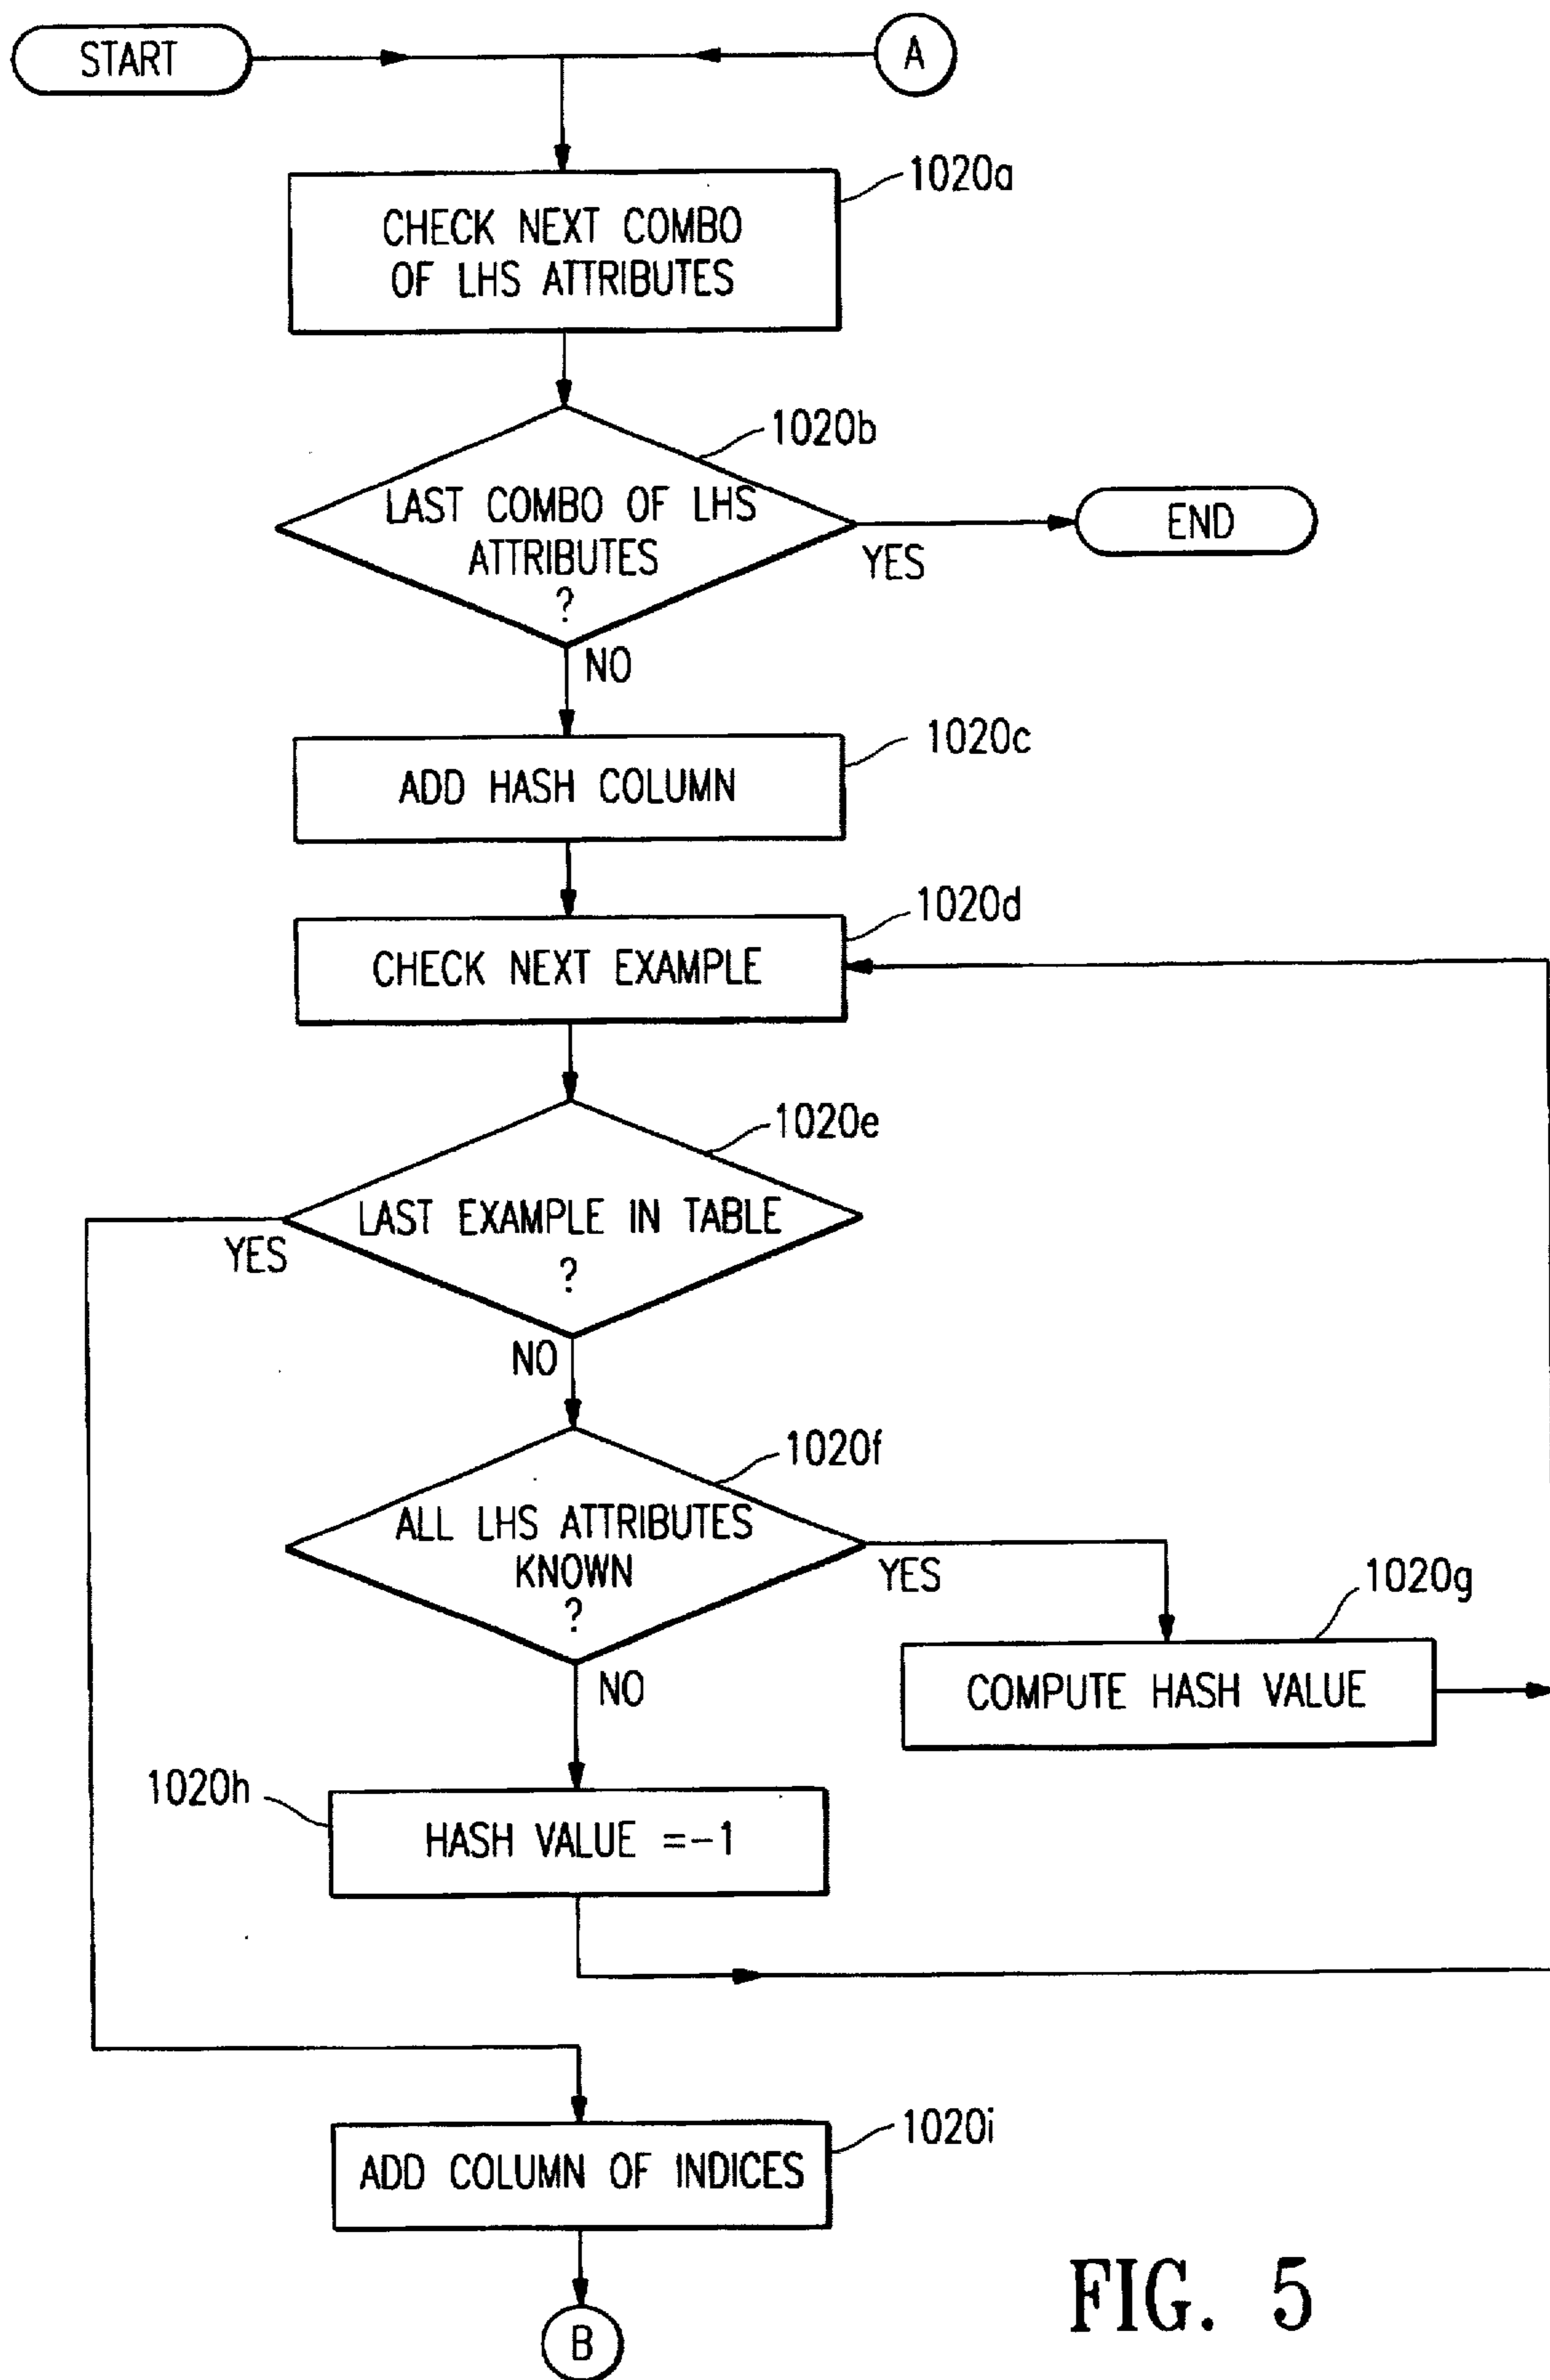 START
A
1020a
CHECK NEXT COMBO
OF LHS ATTRIBUTES
1020b
LAST COMBO OF LHS
ATTRIBUTES
?
YES
END
NO
1020c
ADD HASH COLUMN
1020d
CHECK NEXT EXAMPLE
1020e
LAST EXAMPLE IN TABLE
?
YES
NO
1020f
ALL LHS ATTRIBUTES
KNOWN
?
YES
NO
1020g
COMPUTE HASH VALUE
1020h
HASH VALUE =-1
1020i
ADD COLUMN OF INDICES
B
FIG. 5